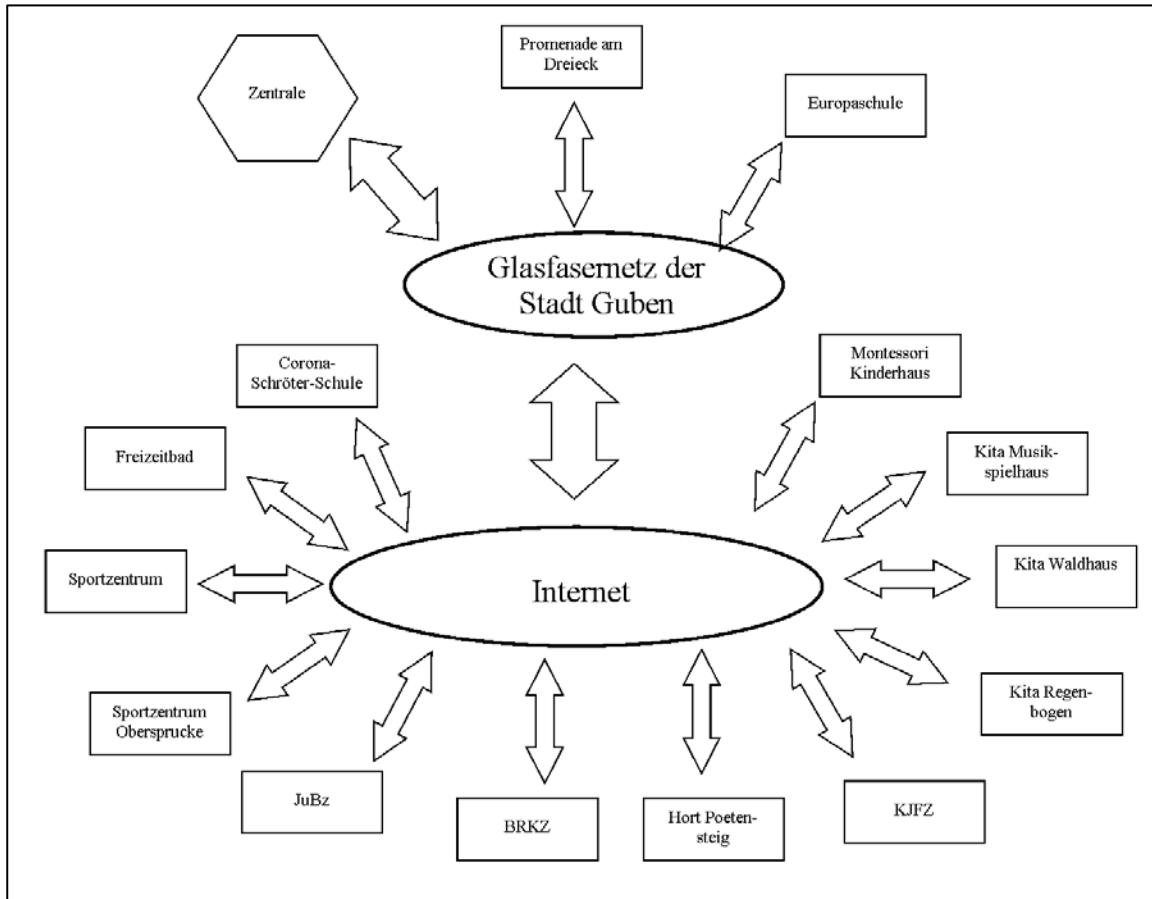 Promenade am
Dreieck
Zentrale
Europaschule
Glasfasernetz der
Stadt Guben
Corona-
Schröter-Schule
Montessori
Kinderhaus
Freizeitbad
Kita Musik-
spielhaus
Sportzentrum
Internet
Kita Waldhaus
Sportzentrum
Obersprucke
Kita Regen-
bogen
JuBz
BRKZ
Hort Poeten-
steig
KJFZ